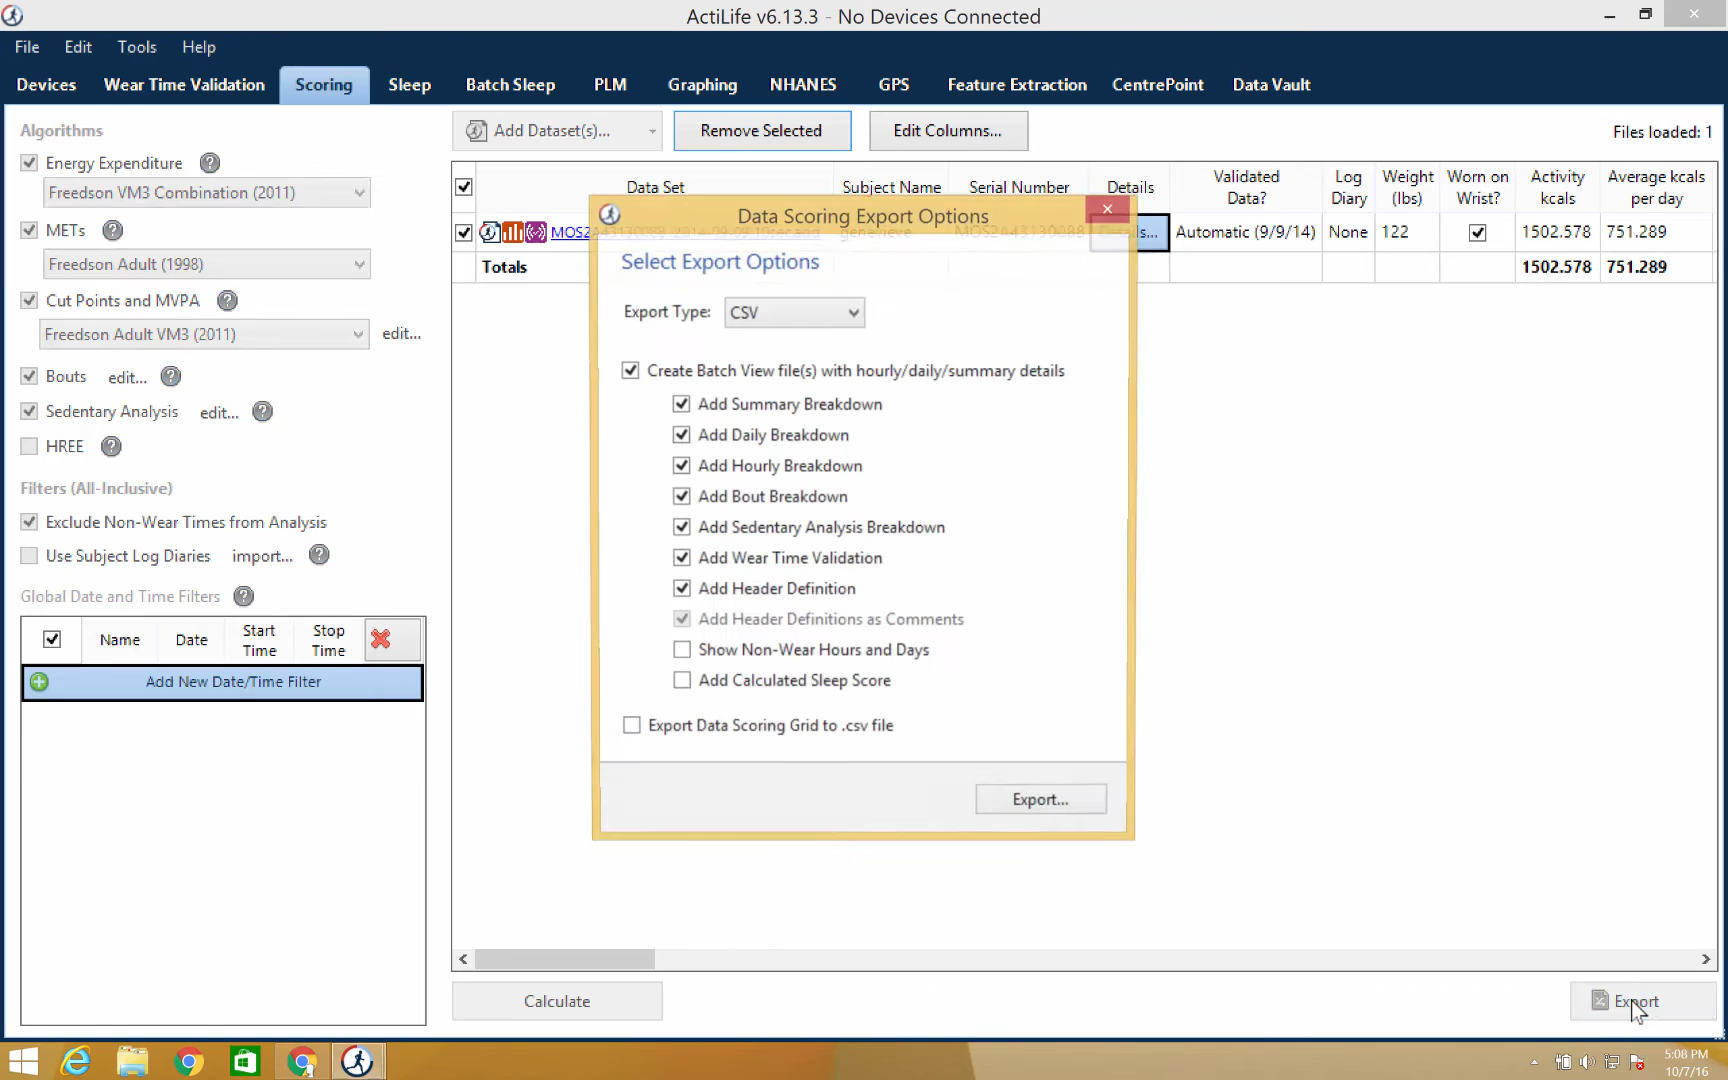 ActiLife v6.13.3 - No Devices Connected
File Edit Tools Help
Devices Wear Time Validation Scoring Sleep Batch Sleep PLM Graphing NHANES GPS Feature Extraction CentrePoint Data Vault
Algorithms
Energy Expenditure
Freedson VM3 Combination (2011)
METs
Freedson Adult (1998)
Cut Points and MVPA
Freedson Adult VM3 (2011) edit...
Bouts edit...
Sedentary Analysis edit...
HREE
Filters (All-Inclusive)
Exclude Non-Wear Times from Analysis
Use Subject Log Diaries import...
Global Date and Time Filters
Name Date Start Time Stop Time
Add New Date/Time Filter
Add Dataset(s)... Remove Selected Edit Columns... Files loaded: 1
Data Set Subject Name Serial Number Details Validated Data? Log Diary Weight (lbs) Worn on Wrist? Activity kcals Average kcals per day
Automatic (9/9/14) None 122 1502.578 751.289
Totals 1502.578 751.289
Data Scoring Export Options
Select Export Options
Export Type: CSV
Create Batch View file(s) with hourly/daily/summary details
Add Summary Breakdown
Add Daily Breakdown
Add Hourly Breakdown
Add Bout Breakdown
Add Sedentary Analysis Breakdown
Add Wear Time Validation
Add Header Definition
Add Header Definitions as Comments
Show Non-Wear Hours and Days
Add Calculated Sleep Score
Export Data Scoring Grid to .csv file
Export...
Calculate Export
5:08 PM
10/7/16